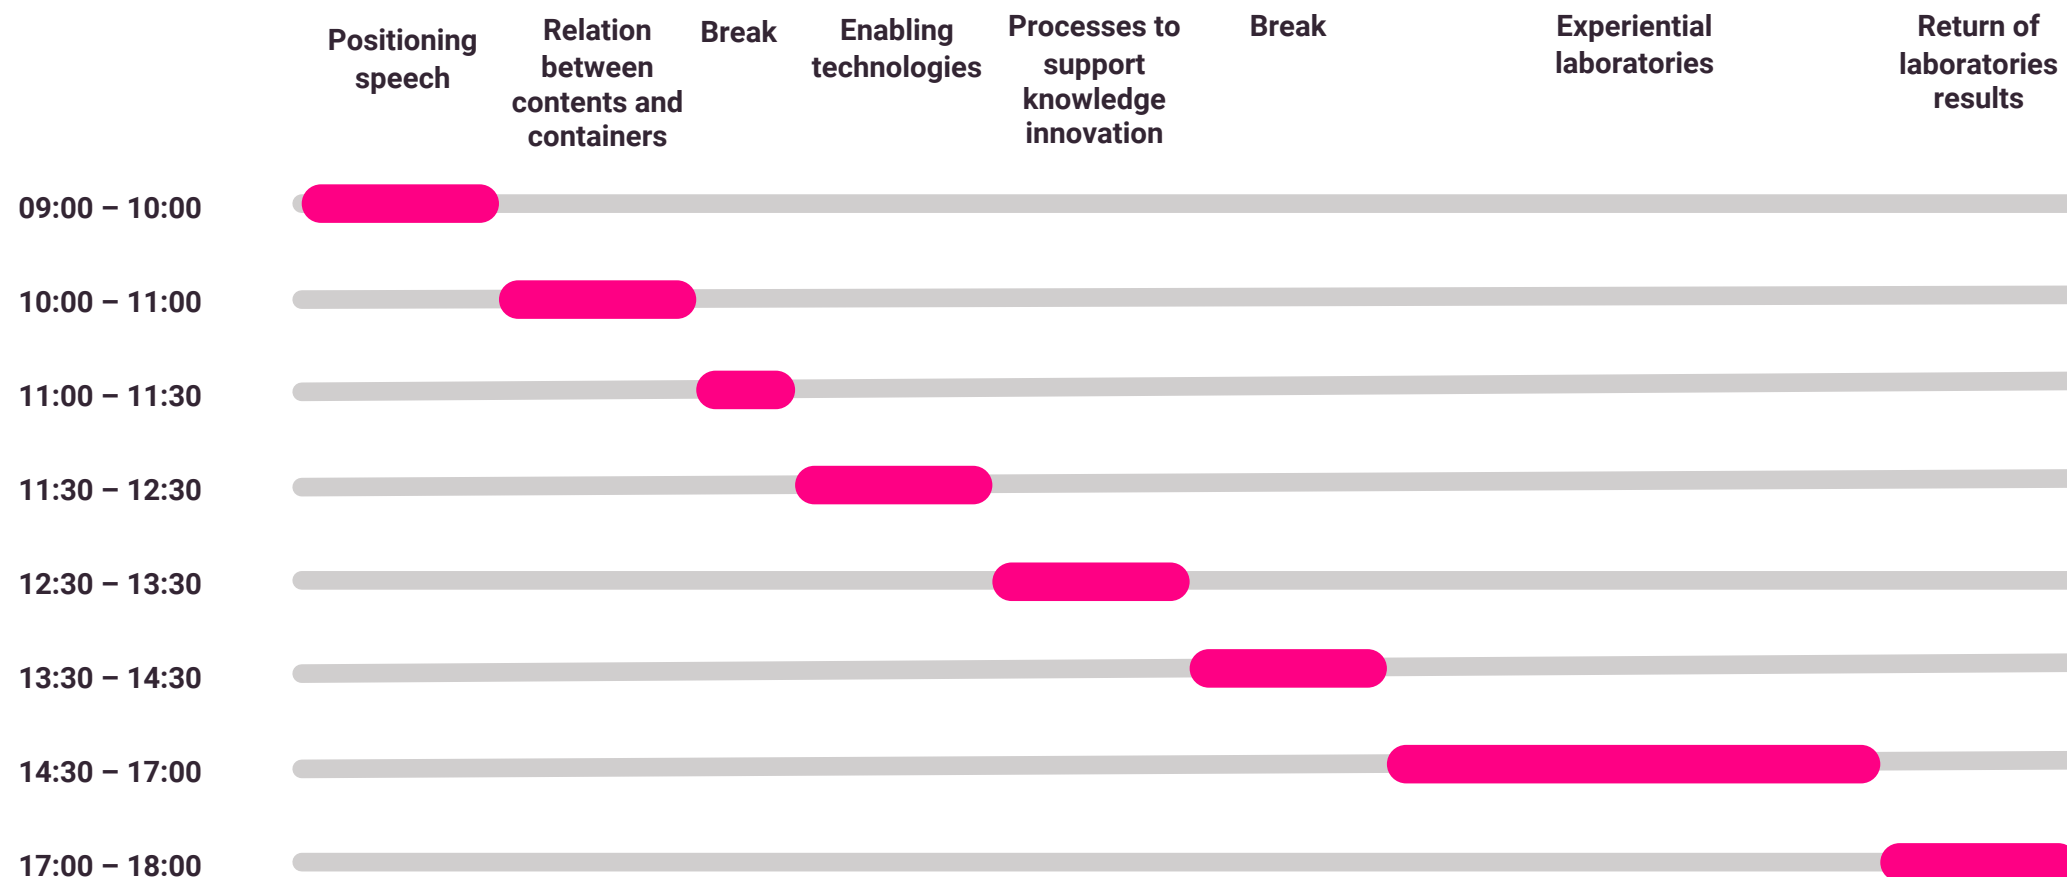 Positioning
speech
Relation
between
contents and
containers
Break
Enabling
technologies
Processes to
support
knowledge
innovation
Break
Experiential
laboratories
Return of
laboratories
results
09:00 – 10:00
10:00 – 11:00
11:00 – 11:30
11:30 – 12:30
12:30 – 13:30
13:30 – 14:30
14:30 – 17:00
17:00 – 18:00